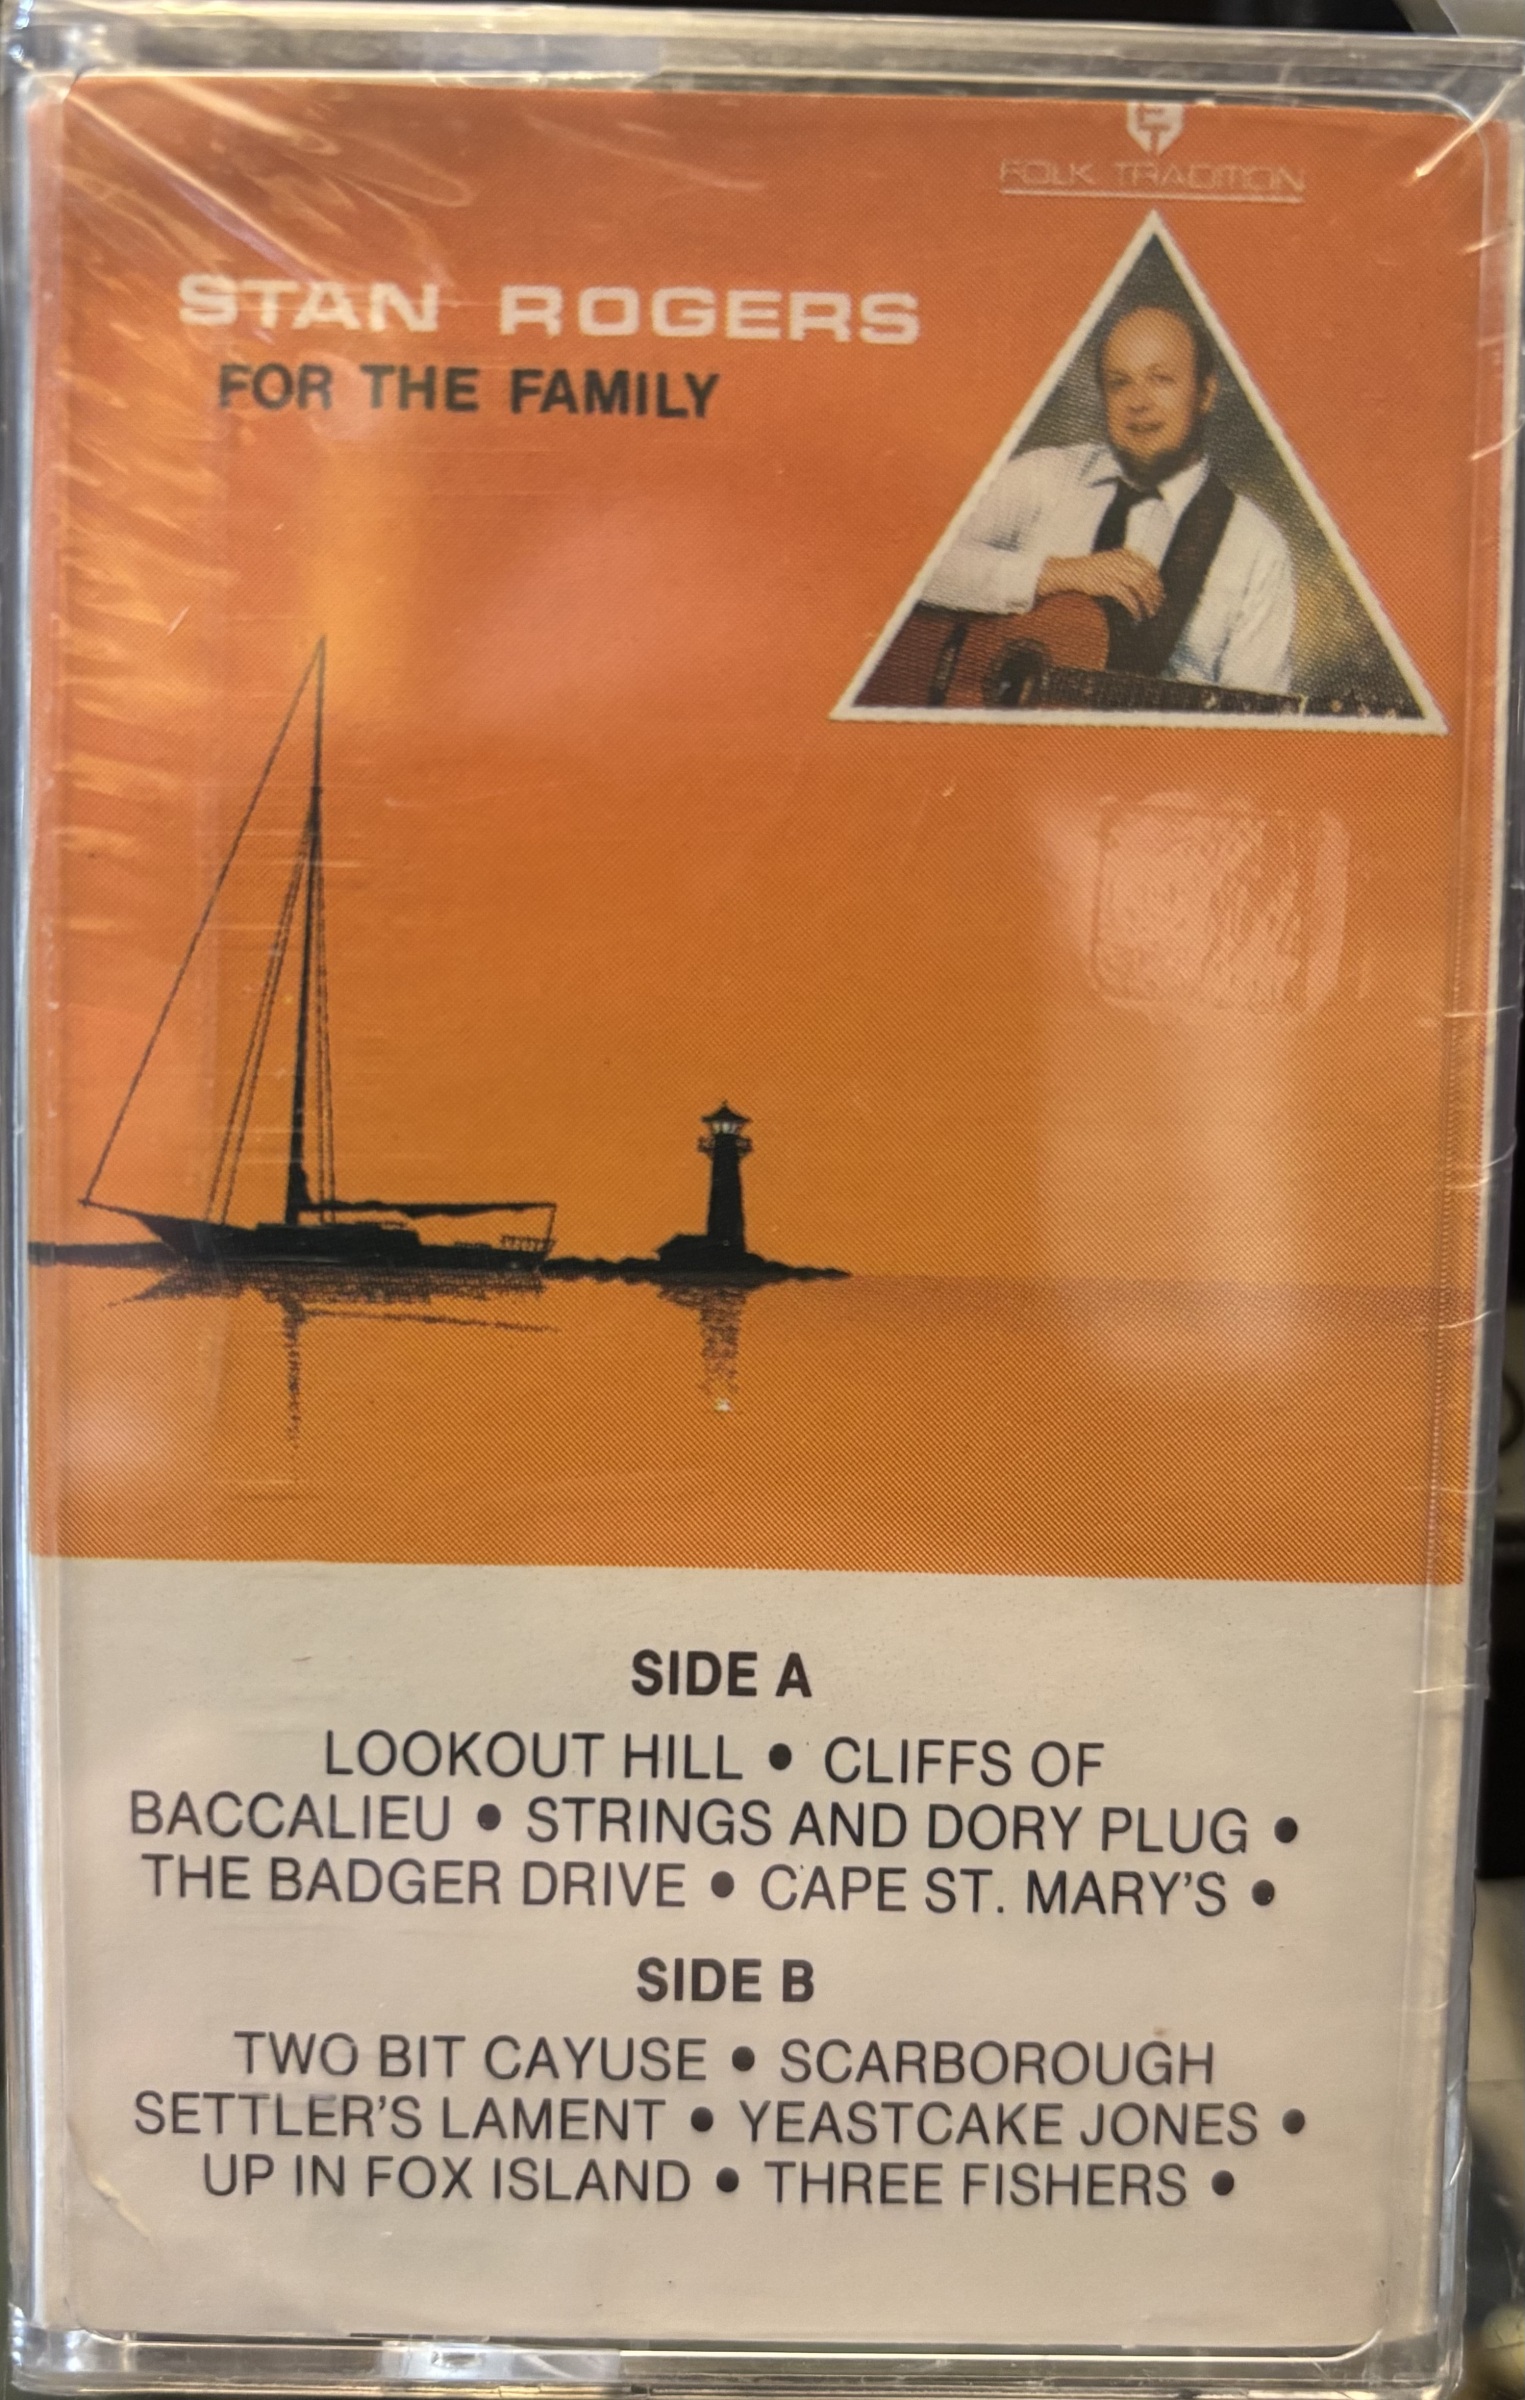 FT
FOLK TRADITION
STAN ROGERS
FOR THE FAMILY
SIDE A
LOOKOUT HILL • CLIFFS OF
BACCALIEU • STRINGS AND DORY PLUG •
THE BADGER DRIVE • CAPE ST. MARY'S •
SIDE B
TWO BIT CAYUSE • SCARBOROUGH
SETTLER'S LAMENT • YEASTCAKE JONES •
UP IN FOX ISLAND • THREE FISHERS •